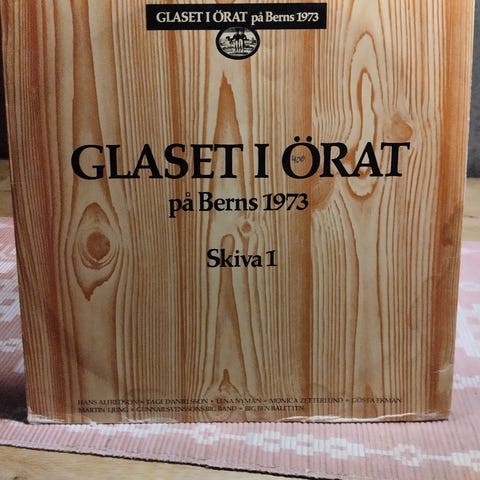 GLASET I ÖRAT på Berns 1973
GLASET I ÖRAT
400
på Berns 1973
Skiva 1
HANS ALFREDSON • TAGE DANIELSSON • LENA NYMAN • MONICA ZETTERLUND • GÖSTA EKMAN
MARTIN LJUNG • GUNNAR SVENSSONS BIG BAND • BIG BEN BALETTEN